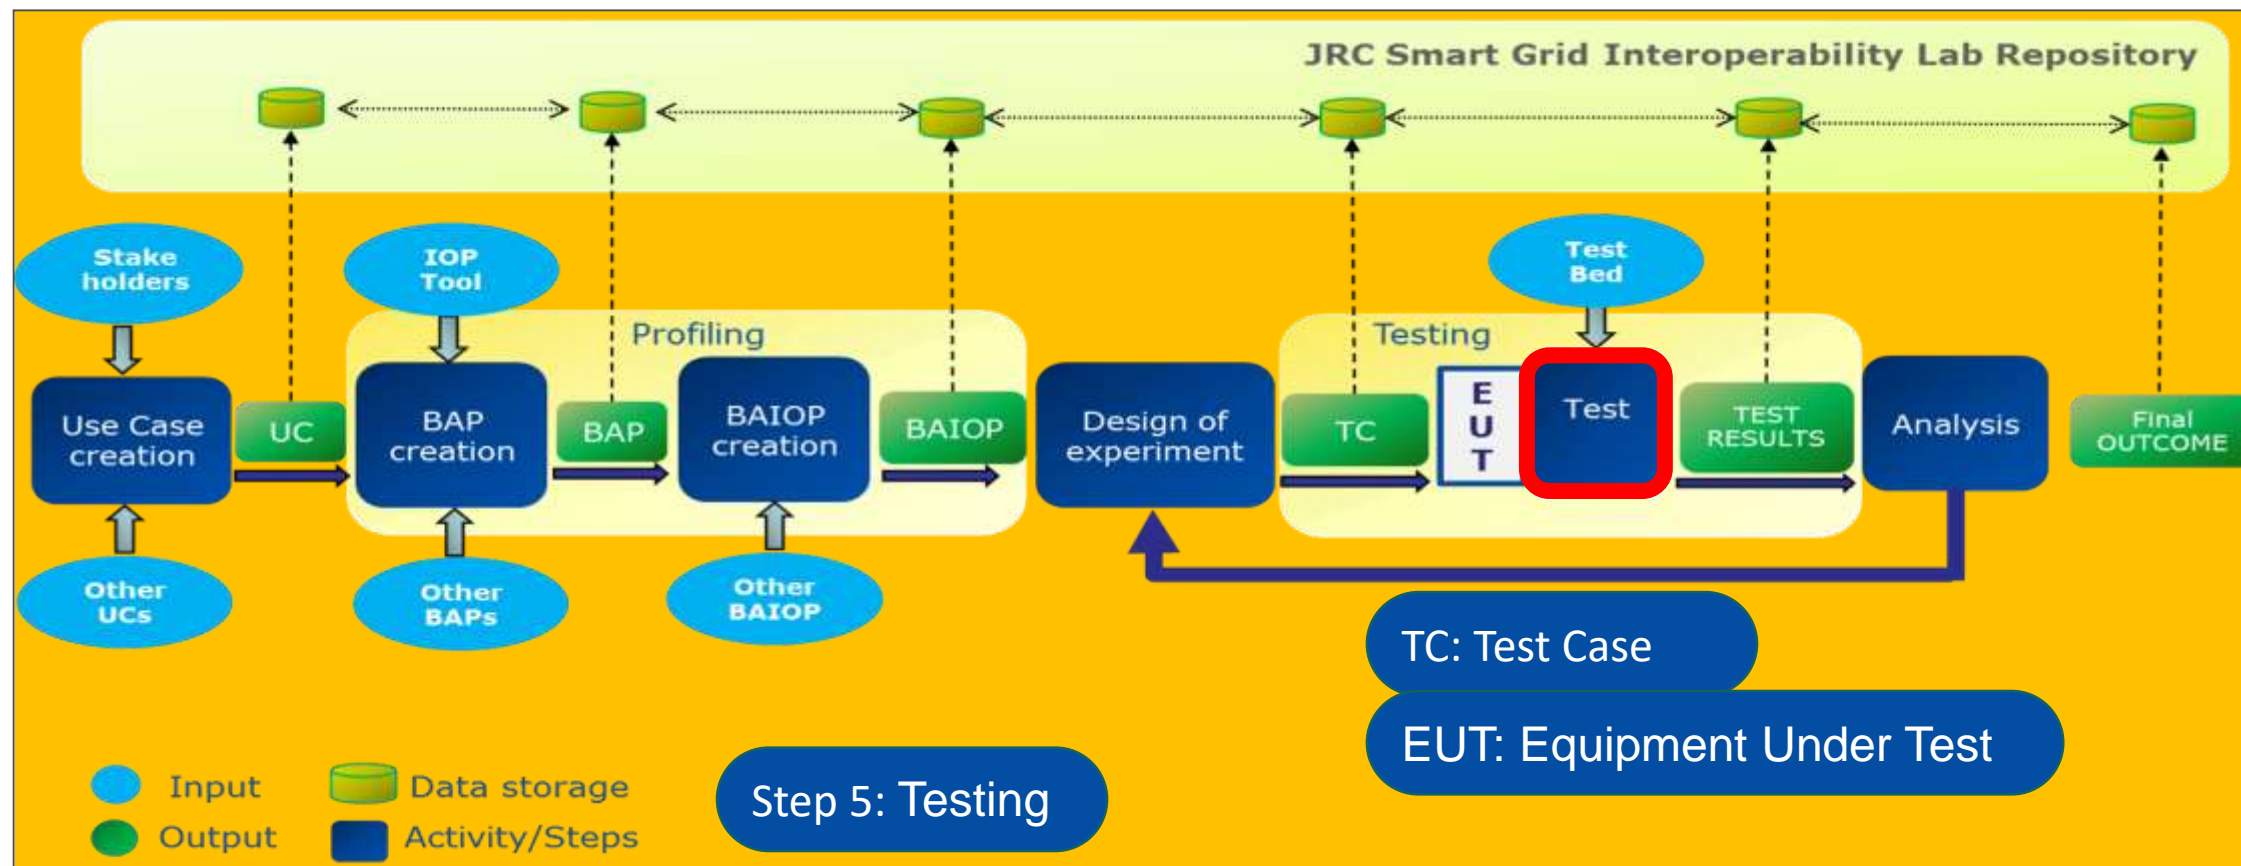 JRC Smart Grid Interoperability Lab Repository
Stake
holders
IOP
Tool
Test
Bed
Profiling
Testing
Use Case
creation
UC
BAP
creation
BAP
BAIOP
creation
BAIOP
Design of
experiment
TC
E
U
T
Test
TEST
RESULTS
Analysis
Final
OUTCOME
Other
UCs
Other
BAPs
Other
BAIOP
TC: Test Case
EUT: Equipment Under Test
Input
Data storage
Output
Activity/Steps
Step 5: Testing